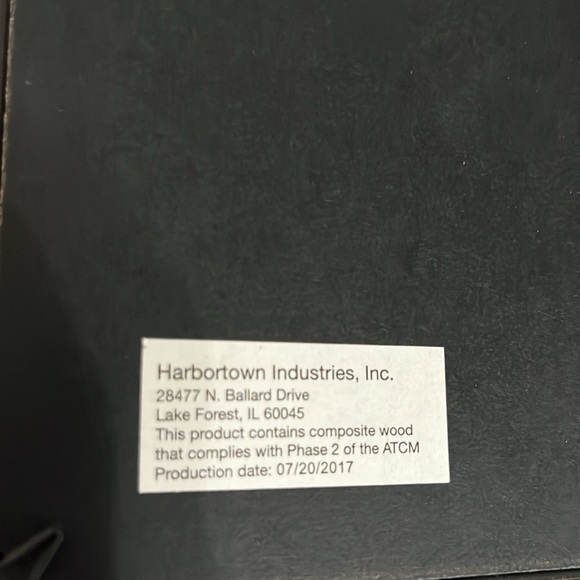 Harbortown Industries, Inc.
28477 N. Ballard Drive
Lake Forest, IL 60045
This product contains composite wood
that complies with Phase 2 of the ATCM
Production date: 07/20/2017